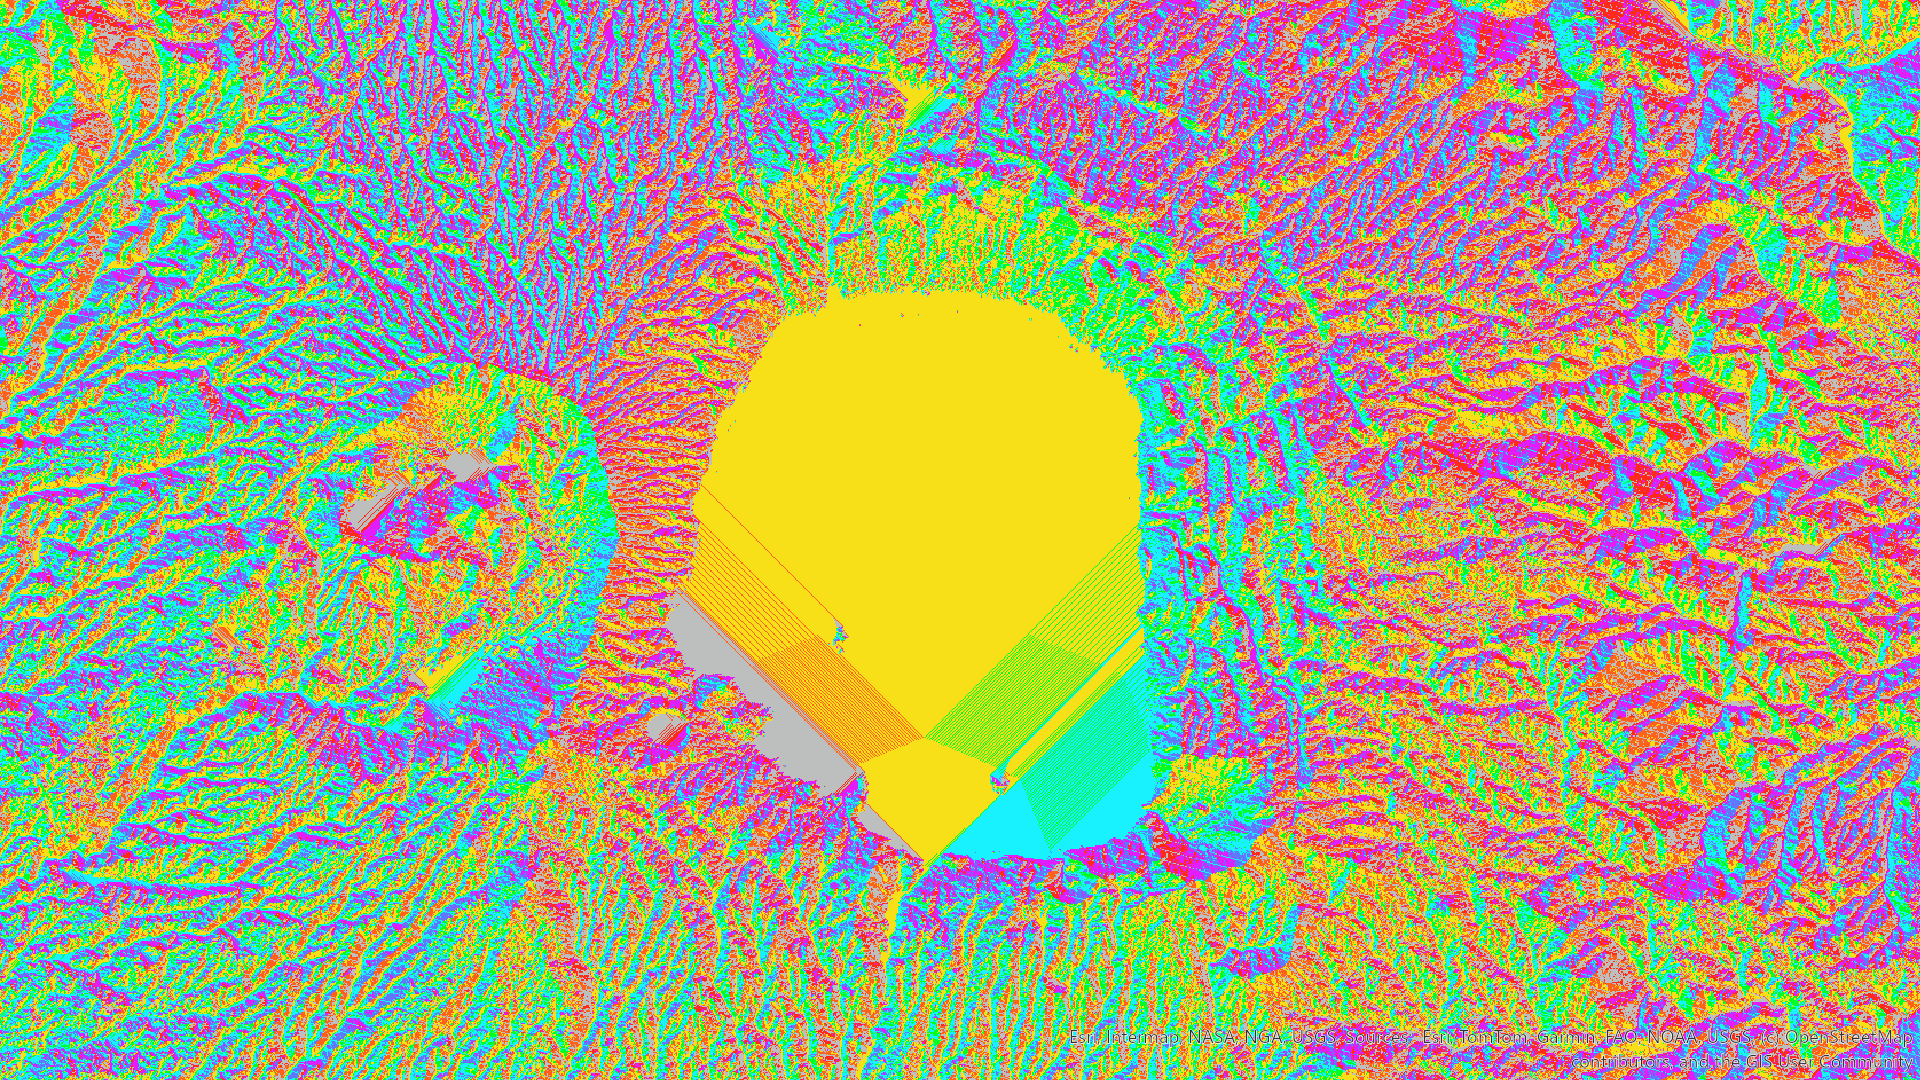 Esri, Intermap, NASA, NGA, USGS, Sources: Esri, TomTom, Garmin, FAO, NOAA, USGS, (c) OpenStreetMap
contributors, and the GIS User Community